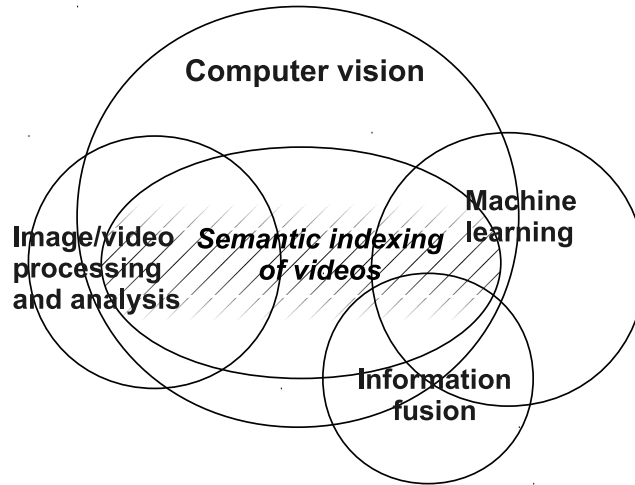 Computer vision
Machine
learning
Image/video
processing
and analysis
Semantic indexing
of videos
Information
fusion